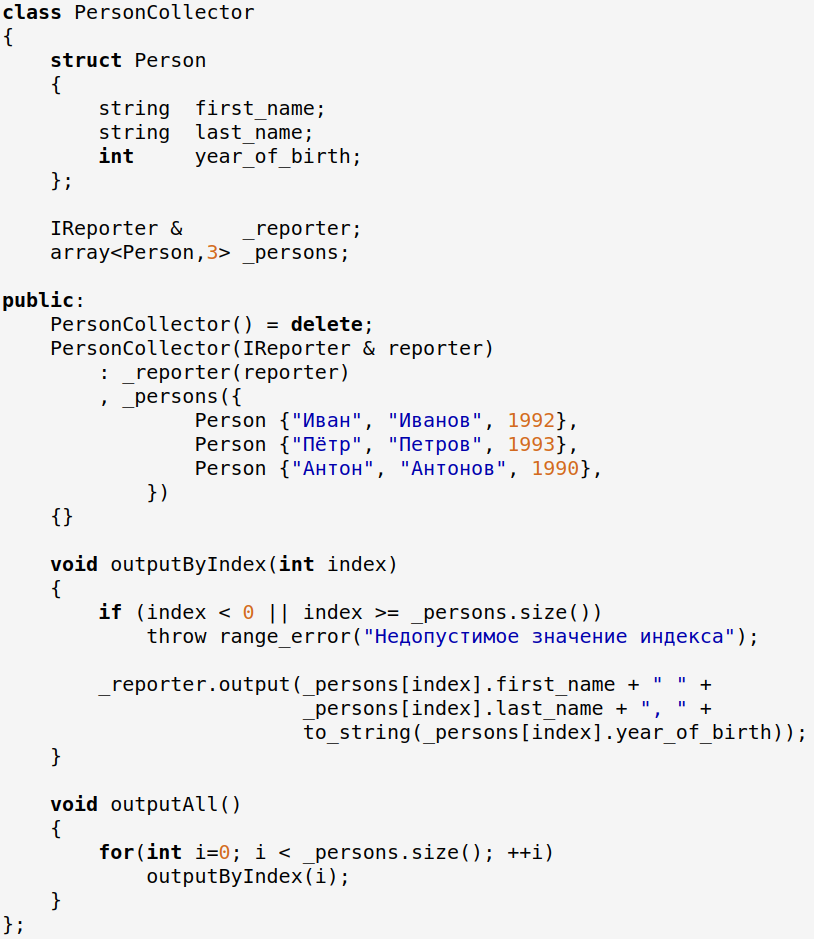 class PersonCollector
{
    struct Person
    {
        string  first_name;
        string  last_name;
        int     year_of_birth;
    };

    IReporter &     _reporter;
    array<Person,3> _persons;

public:
    PersonCollector() = delete;
    PersonCollector(IReporter & reporter)
        : _reporter(reporter)
        , _persons({
                Person {"Иван", "Иванов", 1992},
                Person {"Пётр", "Петров", 1993},
                Person {"Антон", "Антонов", 1990},
            })
    {}

    void outputByIndex(int index)
    {
        if (index < 0 || index >= _persons.size())
            throw range_error("Недопустимое значение индекса");

        _reporter.output(_persons[index].first_name + " " +
                         _persons[index].last_name + ", " +
                         to_string(_persons[index].year_of_birth));
    }

    void outputAll()
    {
        for(int i=0; i < _persons.size(); ++i)
            outputByIndex(i);
    }
};